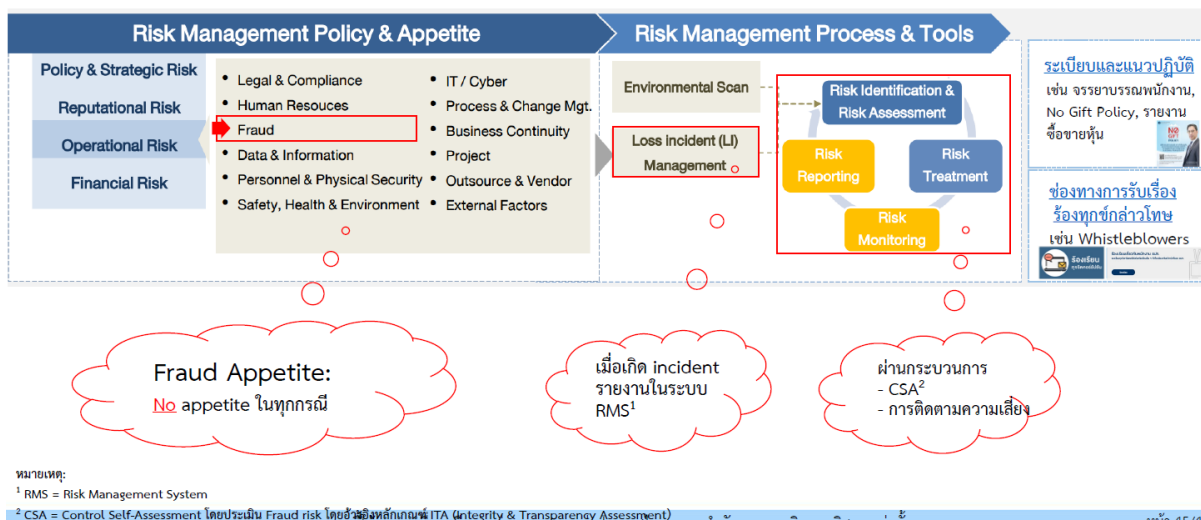 Risk Management Policy & Appetite
Risk Management Process & Tools
Policy & Strategic Risk
Reputational Risk
Operational Risk
Financial Risk
• Legal & Compliance
• Human Resouces
• Fraud
• Data & Information
• Personnel & Physical Security
• Safety, Health & Environment
• IT / Cyber
• Process & Change Mgt.
• Business Continuity
• Project
• Outsource & Vendor
• External Factors
Environmental Scan
Loss incident (LI)
Management
Risk Identification &
Risk Assessment
Risk
Treatment
Risk
Monitoring
Risk
Reporting
ระเบียบและแนวปฏิบัติ
เช่น จรรยาบรรณพนักงาน,
No Gift Policy, รายงาน
ซื้อขายหุ้น
NO
GIFT
ช่องทางการรับเรื่อง
ร้องทุกข์กล่าวโทษ
เช่น Whistleblowers
ร้องเรียน
Fraud Appetite:
No appetite ในทุกกรณี
เมื่อเกิด incident
รายงานในระบบ
RMS¹
ผ่านกระบวนการ
- CSA²
- การติดตามความเสี่ยง
หมายเหตุ:
¹ RMS = Risk Management System
² CSA = Control Self-Assessment โดยประเมิน Fraud risk โดยอ้างอิงหลักเกณฑ์ ITA (Integrity & Transparency Assessment)